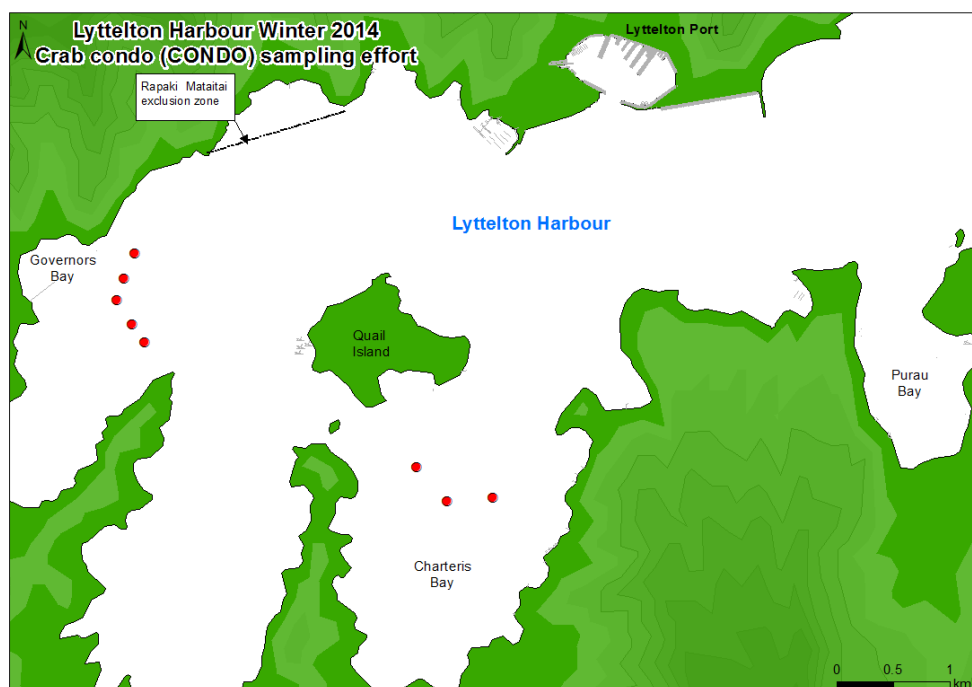 N
Lyttelton Harbour Winter 2014
Crab condo (CONDO) sampling effort
Lyttelton Port
Rapaki Mataitai
exclusion zone
Lyttelton Harbour
Governors
Bay
Quail
Island
Purau
Bay
Charteris
Bay
0 0.5 1
km